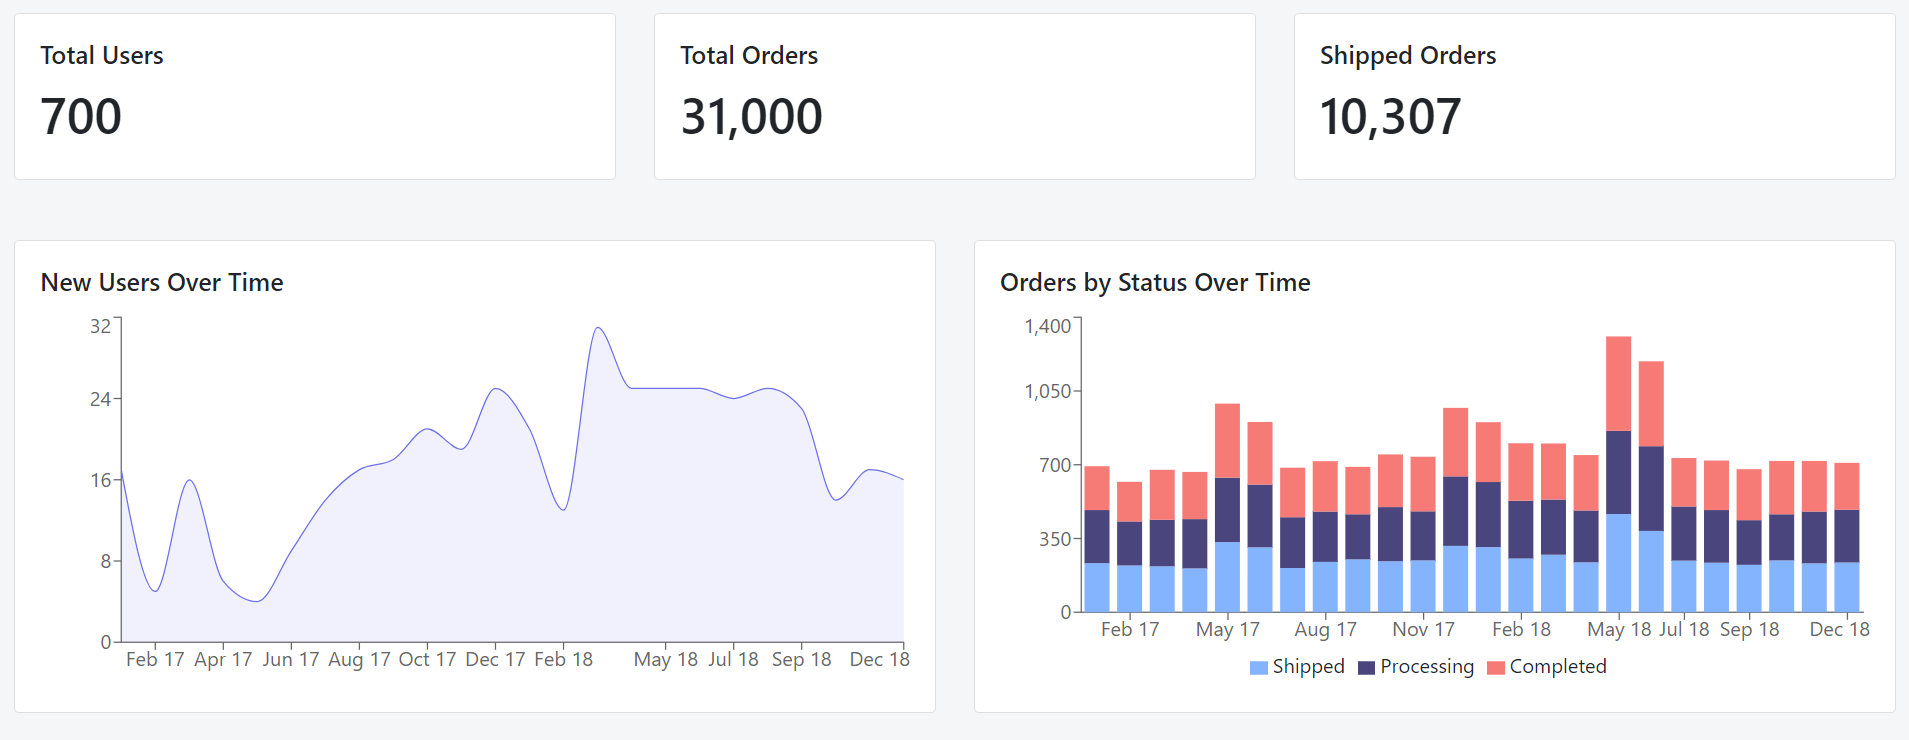 Total Users
700
Total Orders
31,000
Shipped Orders
10,307
New Users Over Time
32
24
16
8
0
Feb 17 Apr 17 Jun 17 Aug 17 Oct 17 Dec 17 Feb 18 May 18 Jul 18 Sep 18 Dec 18
Orders by Status Over Time
1,400
1,050
700
350
0
Feb 17 May 17 Aug 17 Nov 17 Feb 18 May 18 Jul 18 Sep 18 Dec 18
Shipped Processing Completed